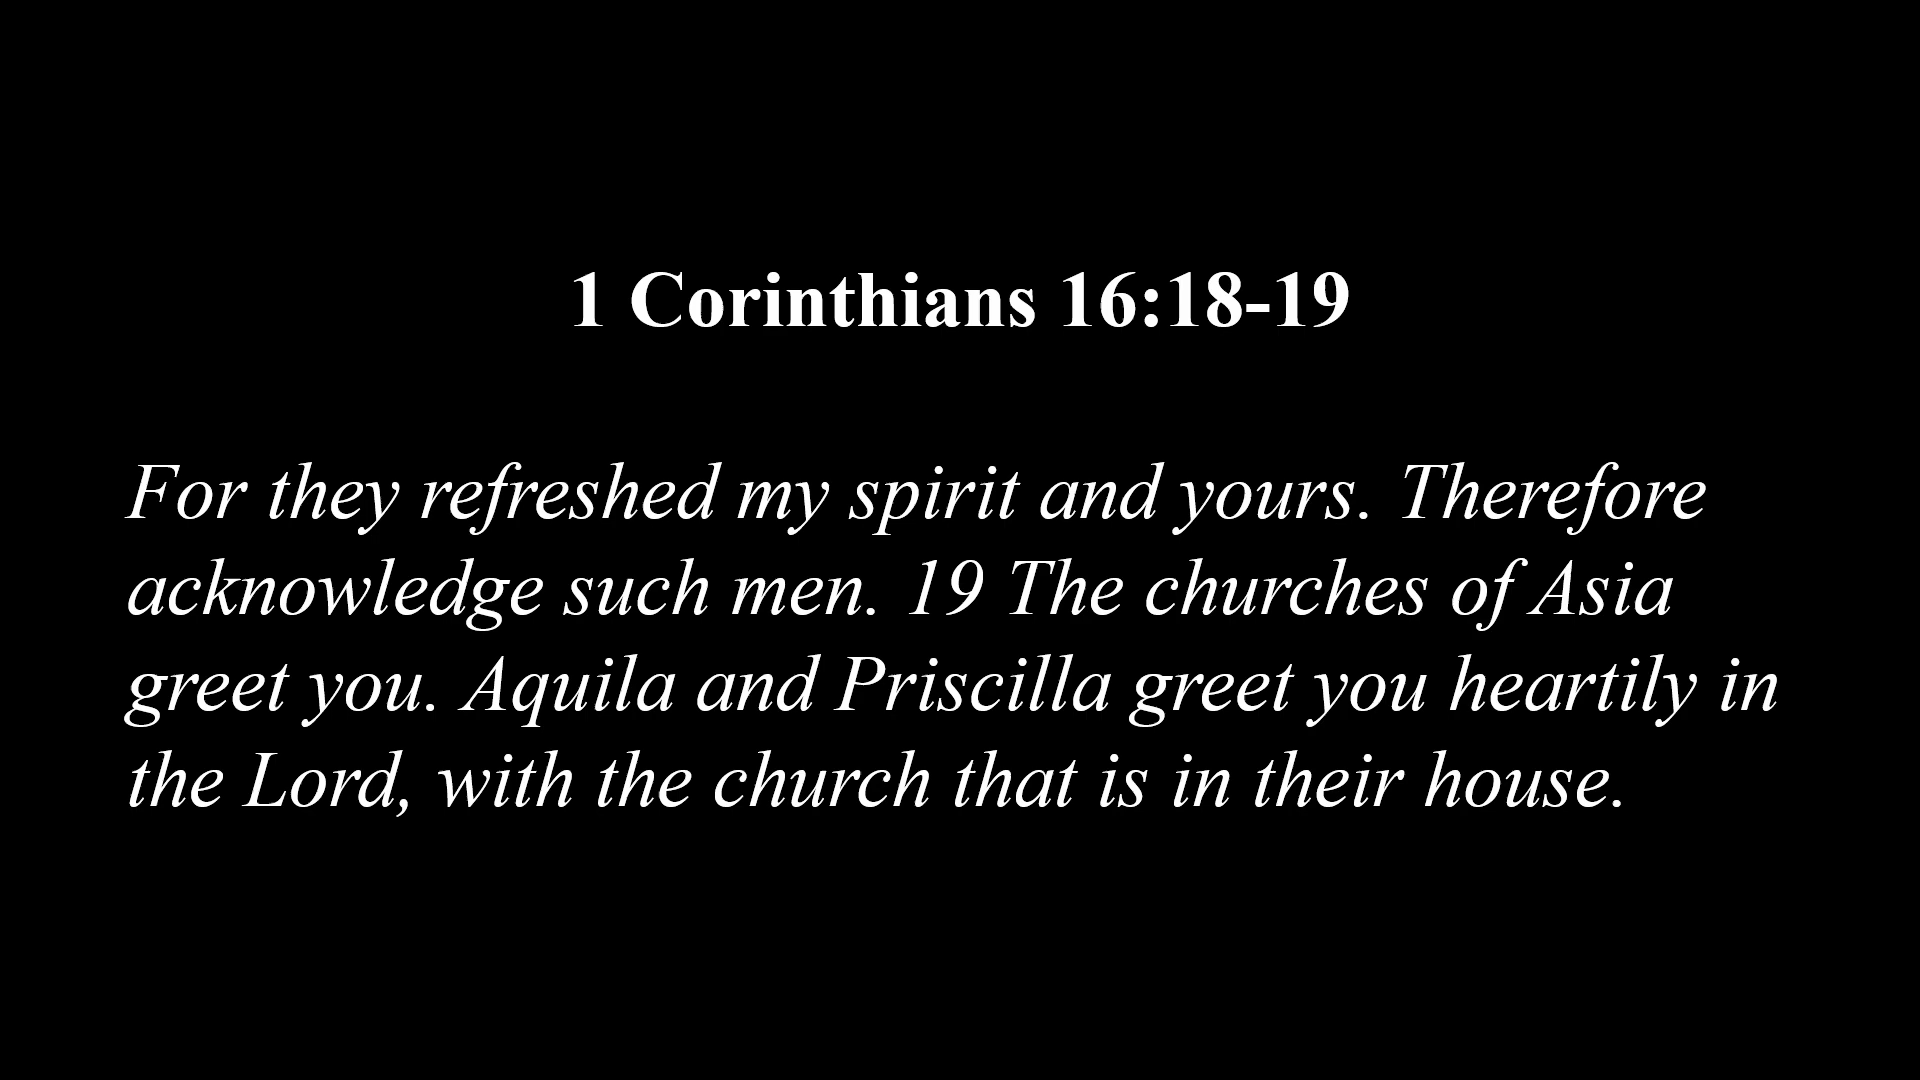 1 Corinthians 16:18-19
For they refreshed my spirit and yours. Therefore
acknowledge such men. 19 The churches of Asia
greet you. Aquila and Priscilla greet you heartily in
the Lord, with the church that is in their house.